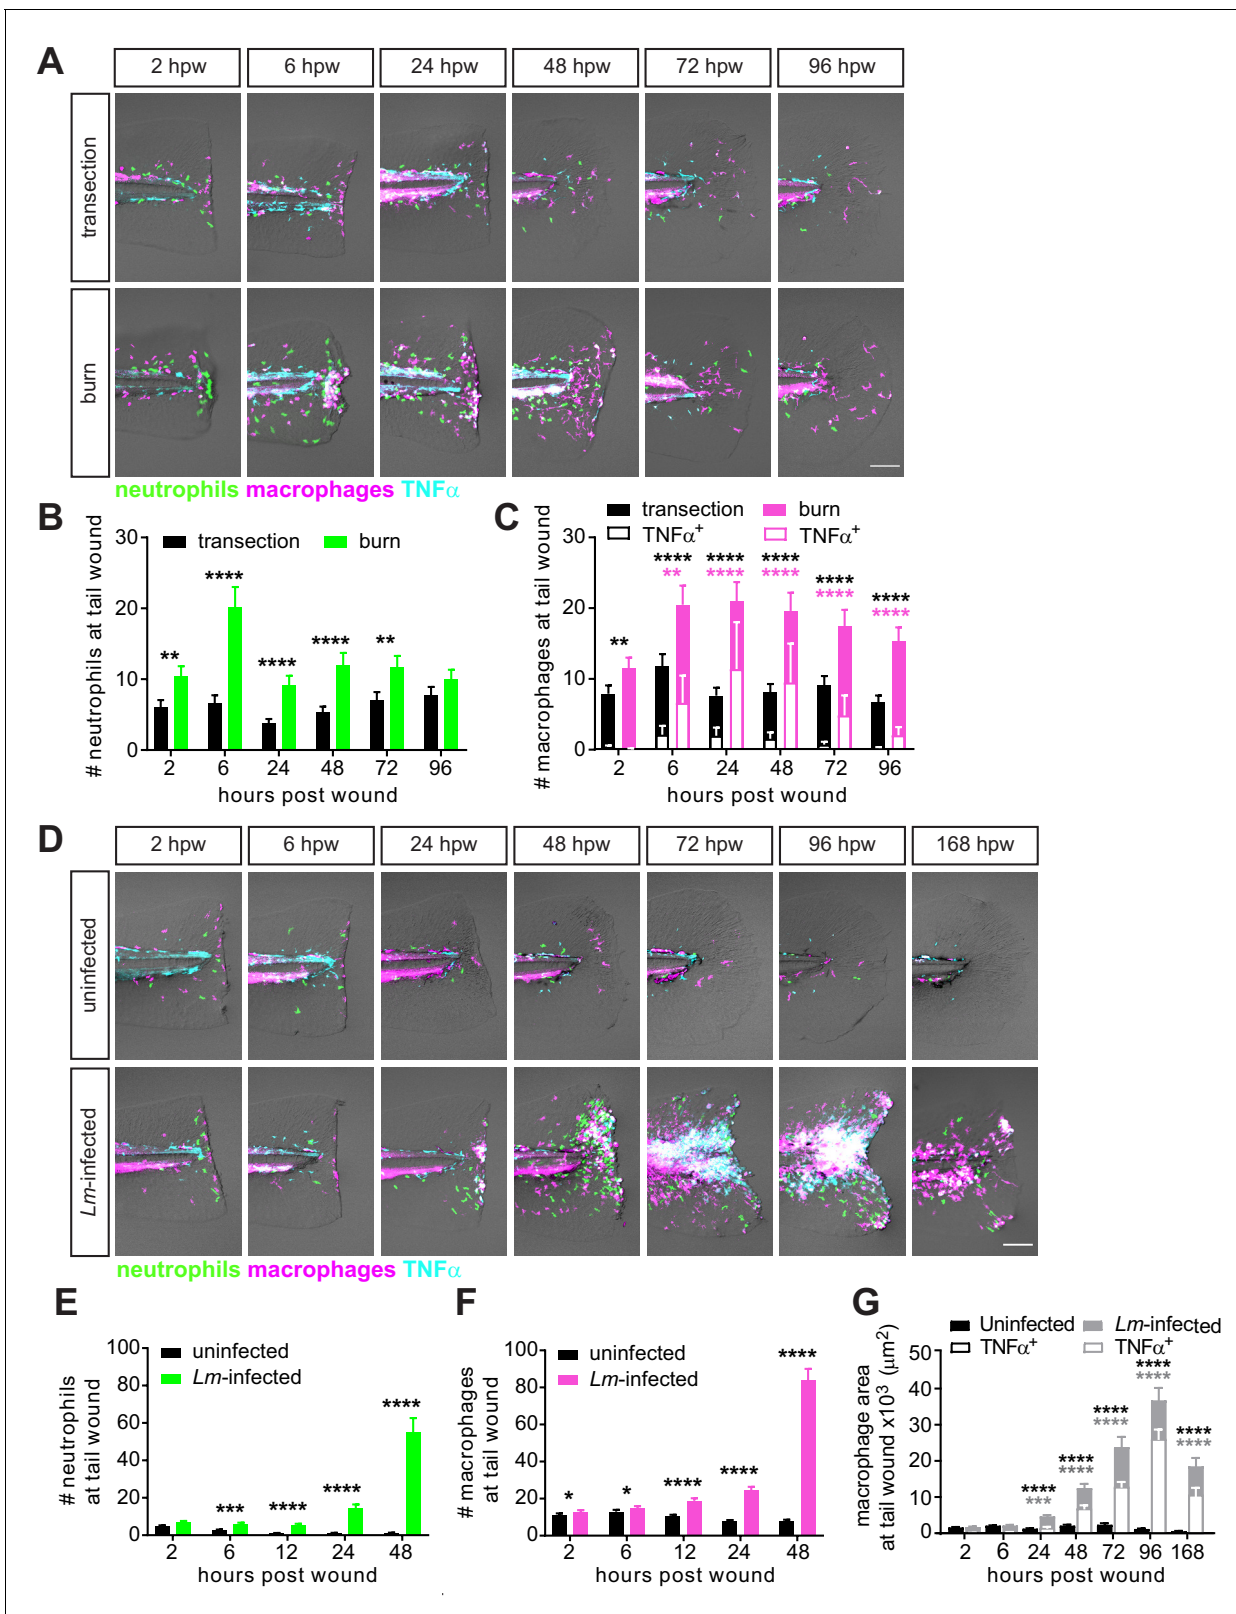 A
2 hpw 6 hpw 24 hpw 48 hpw 72 hpw 96 hpw
transection
burn
neutrophils macrophages TNFα
B
# neutrophils at tail wound
transection burn
30
20
10
0
** **** **** **** **
2 6 24 48 72 96
hours post wound
C
# macrophages at tail wound
transection burn
TNFα+ TNFα+
30
20
10
0
** **** **** **** **** ****
** **** **** **** ****
2 6 24 48 72 96
hours post wound
D
2 hpw 6 hpw 24 hpw 48 hpw 72 hpw 96 hpw 168 hpw
uninfected
Lm-infected
neutrophils macrophages TNFα
E
# neutrophils
at tail wound
uninfected
Lm-infected
100
80
60
40
20
0
*** **** **** ****
2 6 12 24 48
hours post wound
F
# macrophages
at tail wound
uninfected
Lm-infected
100
80
60
40
20
0
* * **** **** ****
2 6 12 24 48
hours post wound
G
macrophage area
at tail wound x10³ (μm²)
Uninfected Lm-infected
TNFα+ TNFα+
50
40
30
20
10
0
**** **** **** **** ****
*** **** **** **** ****
2 6 24 48 72 96 168
hours post wound